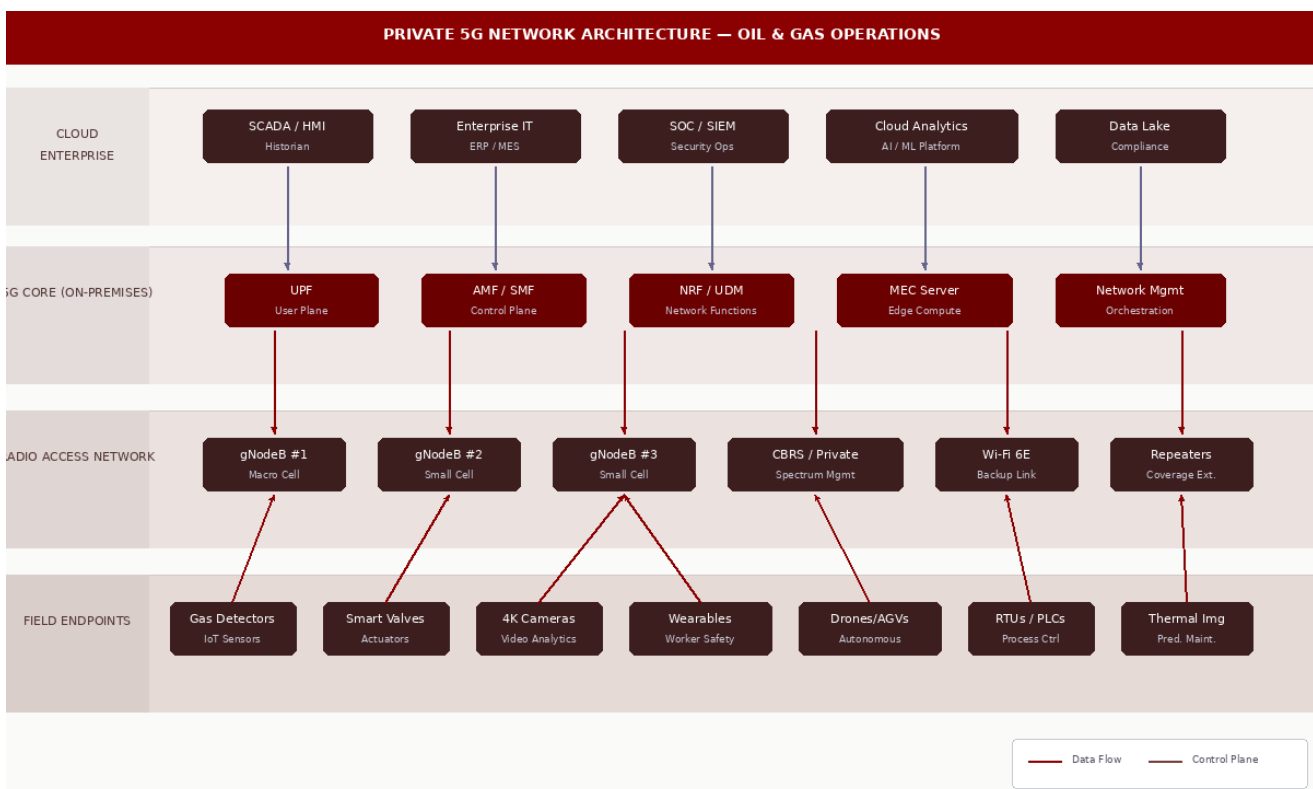 PRIVATE 5G NETWORK ARCHITECTURE — OIL & GAS OPERATIONS
CLOUD
ENTERPRISE
SCADA / HMI
Historian
Enterprise IT
ERP / MES
SOC / SIEM
Security Ops
Cloud Analytics
AI / ML Platform
Data Lake
Compliance
5G CORE (ON-PREMISES)
UPF
User Plane
AMF / SMF
Control Plane
NRF / UDM
Network Functions
MEC Server
Edge Compute
Network Mgmt
Orchestration
ADIO ACCESS NETWORK
gNodeB #1
Macro Cell
gNodeB #2
Small Cell
gNodeB #3
Small Cell
CBRS / Private
Spectrum Mgmt
Wi-Fi 6E
Backup Link
Repeaters
Coverage Ext.
FIELD ENDPOINTS
Gas Detectors
IoT Sensors
Smart Valves
Actuators
4K Cameras
Video Analytics
Wearables
Worker Safety
Drones/AGVs
Autonomous
RTUs / PLCs
Process Ctrl
Thermal Img
Pred. Maint.
Data Flow
Control Plane